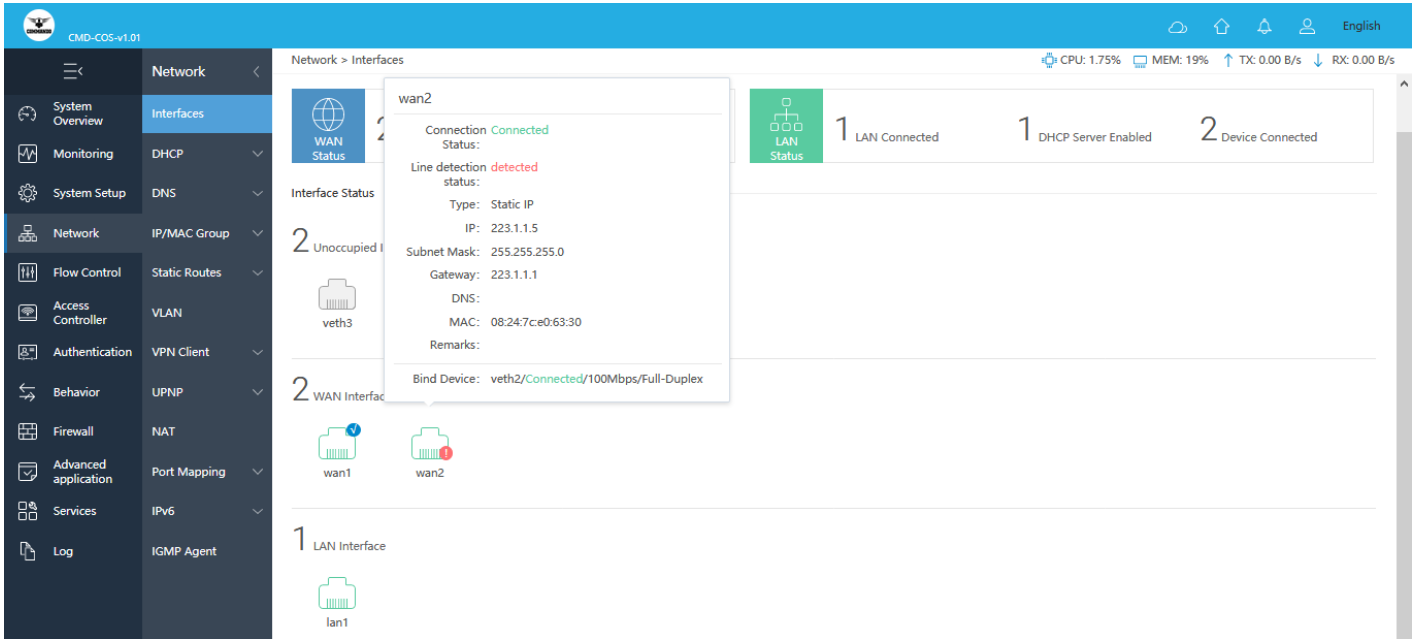 COMMANDO
CMD-COS-v1.01
English
Network
Network > Interfaces
CPU: 1.75% MEM: 19% TX: 0.00 B/s RX: 0.00 B/s
System Overview
Monitoring
System Setup
Network
Flow Control
Access Controller
Authentication
Behavior
Firewall
Advanced application
Services
Log
Interfaces
DHCP
DNS
IP/MAC Group
Static Routes
VLAN
VPN Client
UPNP
NAT
Port Mapping
IPv6
IGMP Agent
WAN Status
2
wan2
Connection Status: Connected
Line detection status: detected
Type: Static IP
IP: 223.1.1.5
Subnet Mask: 255.255.255.0
Gateway: 223.1.1.1
DNS:
MAC: 08:24:7c:e0:63:30
Remarks:
Bind Device: veth2/Connected/100Mbps/Full-Duplex
LAN Status
1 LAN Connected
1 DHCP Server Enabled
2 Device Connected
Interface Status
2 Unoccupied I
veth3
2 WAN Interfac
wan1
wan2
1 LAN Interface
lan1